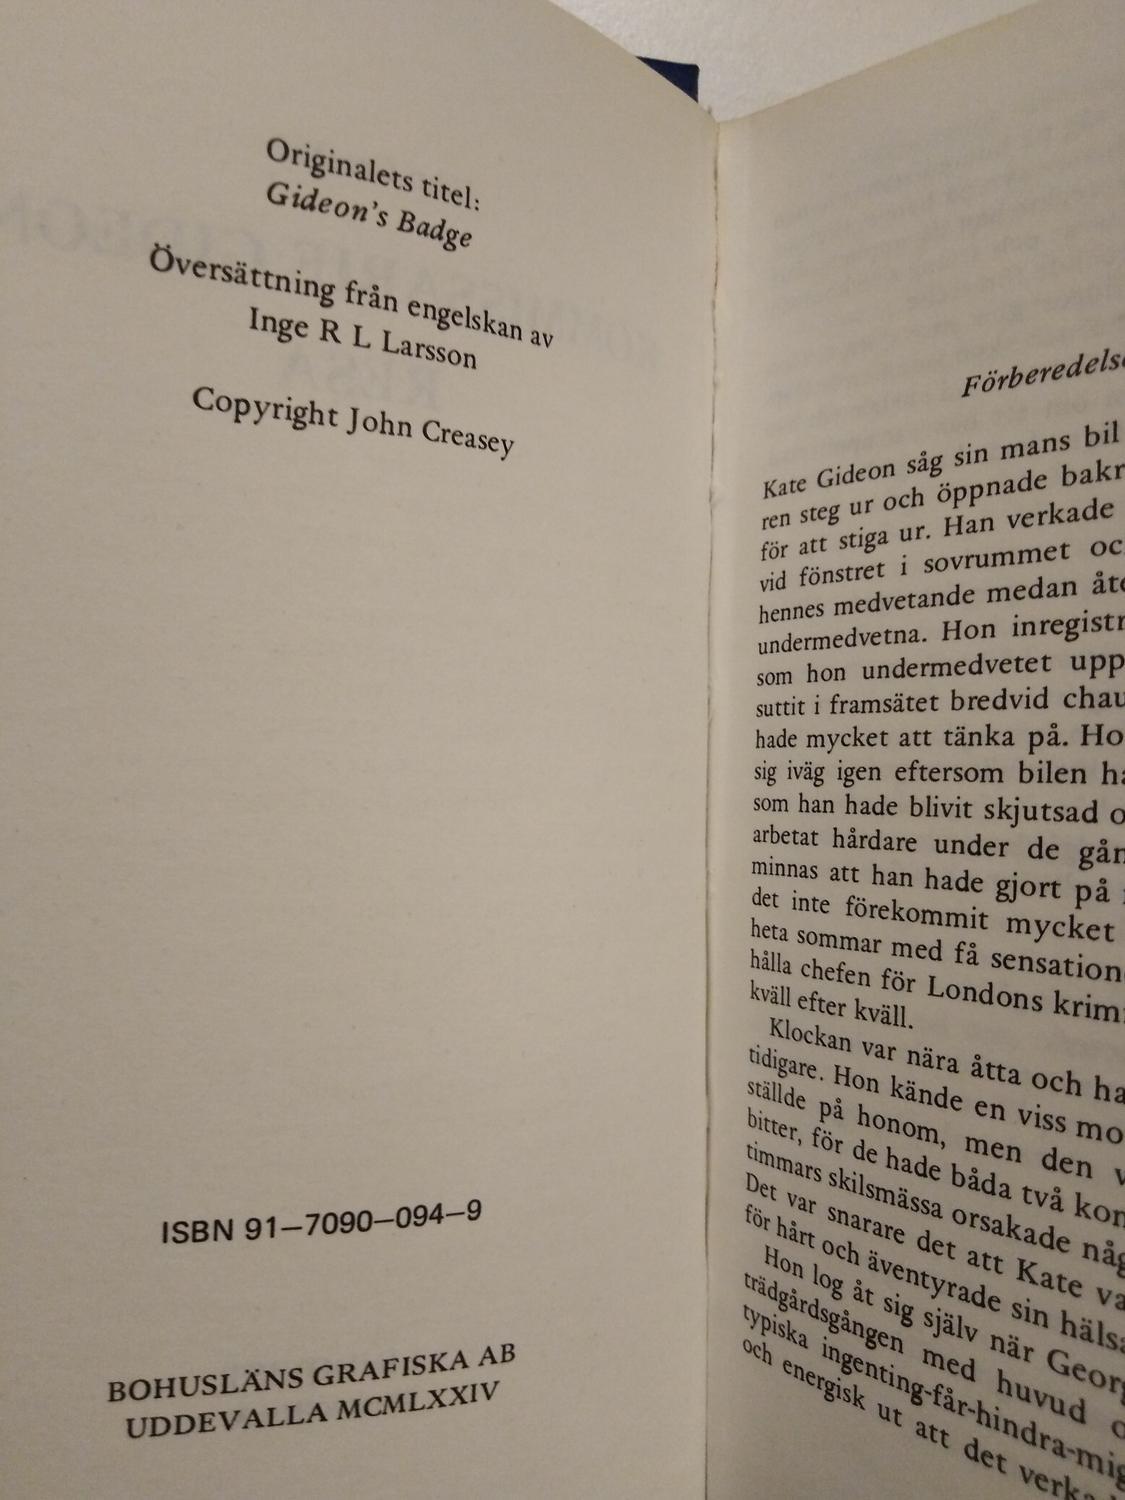 Originalets titel:
Gideon's Badge
Översättning från engelskan av
Inge R L Larsson
Copyright John Creasey
ISBN 91—7090—094—9
BOHUSLÄNS GRAFISKA AB
UDDEVALLA MCMLXXIV
Kate Gideon såg sin mans bil
ren steg ur och öppnade
för att stiga ur. Han verkade
vid fönstret i sovrummet
hennes medvetande medan
undermedvetna. Hon
som hon undermedvetet
suttit i framsätet bredvid
hade mycket att tänka på.
sig iväg igen eftersom bilen
som han hade blivit skjutsad
arbetat hårdare under de
minnas att han hade gjort på
det inte förekommit mycket
heta sommar med få
hålla chefen för Londons
kväll efter kväll.
Klockan var nära åtta och
tidigare. Hon kände en viss
ställde på honom, men den
bitter, för de hade båda två
timmars skilsmässa orsakade
Det var snarare det att Kate
för hårt och äventyrade sin
Hon log åt sig själv när
trädgårdsgången med huvud
typiska ingenting-får-hindra-mig
och energisk ut att det